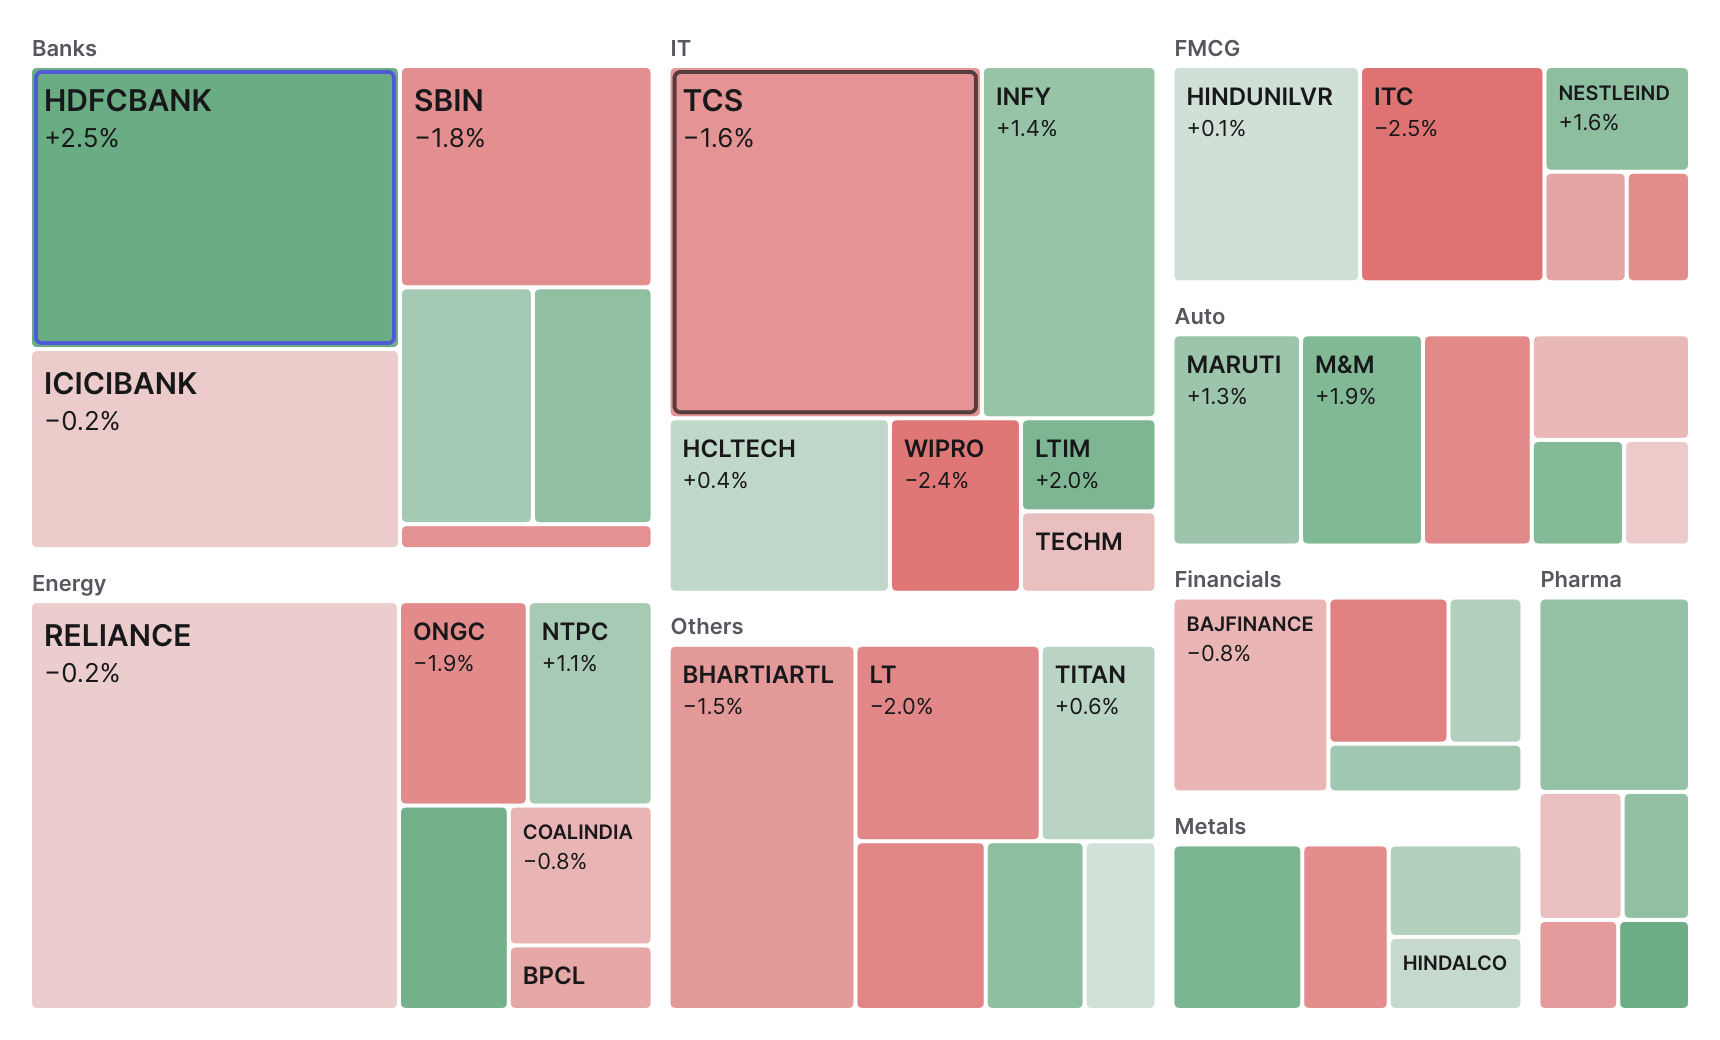 Banks
HDFCBANK
+2.5%
SBIN
−1.8%
ICICIBANK
−0.2%
IT
TCS
−1.6%
INFY
+1.4%
HCLTECH
+0.4%
WIPRO
−2.4%
LTIM
+2.0%
TECHM
FMCG
HINDUNILVR
+0.1%
ITC
−2.5%
NESTLEIND
+1.6%
Auto
MARUTI
+1.3%
M&M
+1.9%
Energy
RELIANCE
−0.2%
ONGC
−1.9%
NTPC
+1.1%
COALINDIA
−0.8%
BPCL
Others
BHARTIARTL
−1.5%
LT
−2.0%
TITAN
+0.6%
Financials
BAJFINANCE
−0.8%
Pharma
Metals
HINDALCO